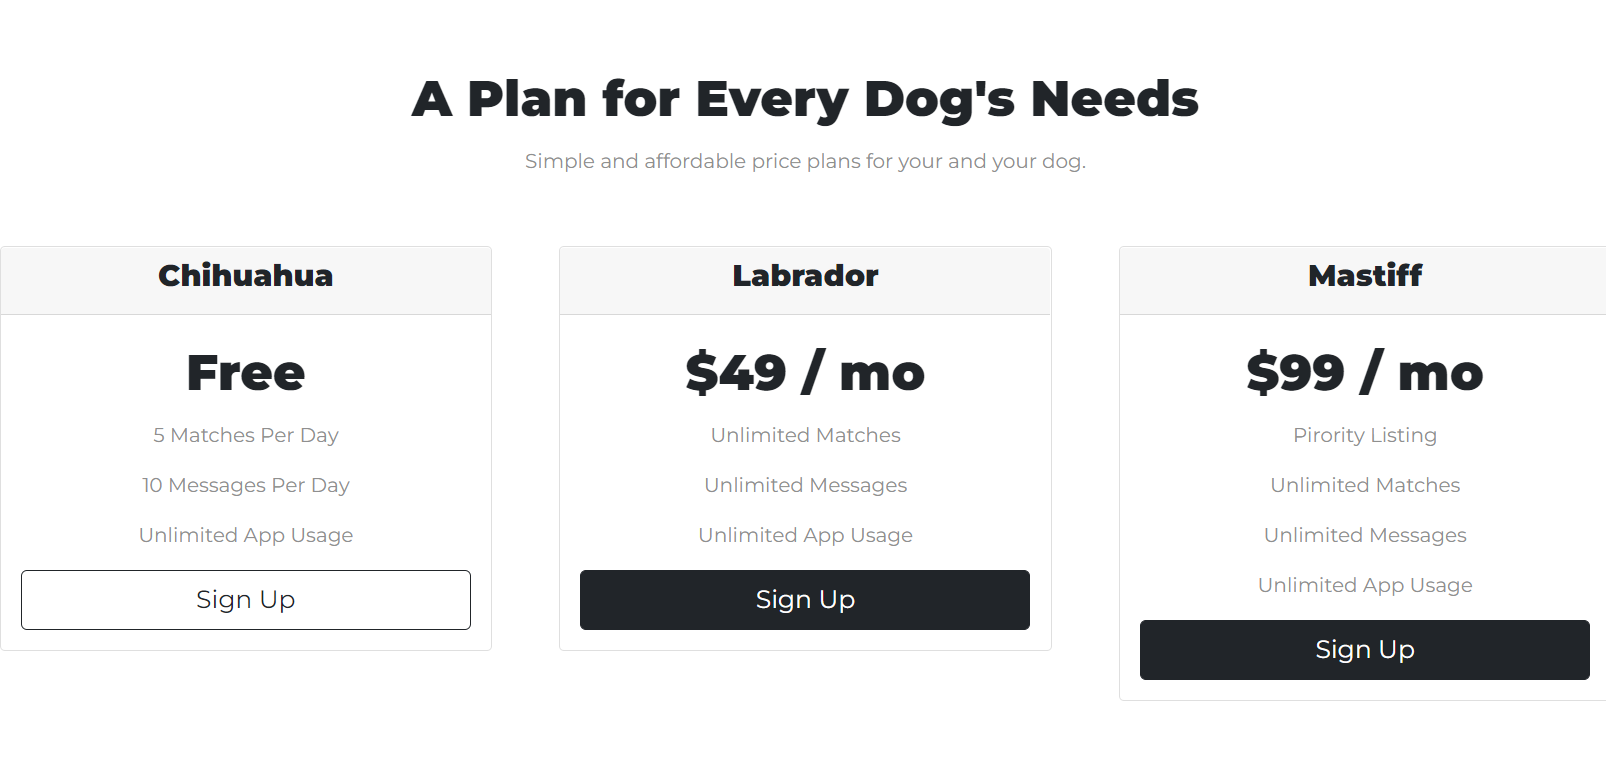 A Plan for Every Dog's Needs
Simple and affordable price plans for your and your dog.
Chihuahua
Free
5 Matches Per Day
10 Messages Per Day
Unlimited App Usage
Sign Up
Labrador
$49 / mo
Unlimited Matches
Unlimited Messages
Unlimited App Usage
Sign Up
Mastiff
$99 / mo
Pirority Listing
Unlimited Matches
Unlimited Messages
Unlimited App Usage
Sign Up